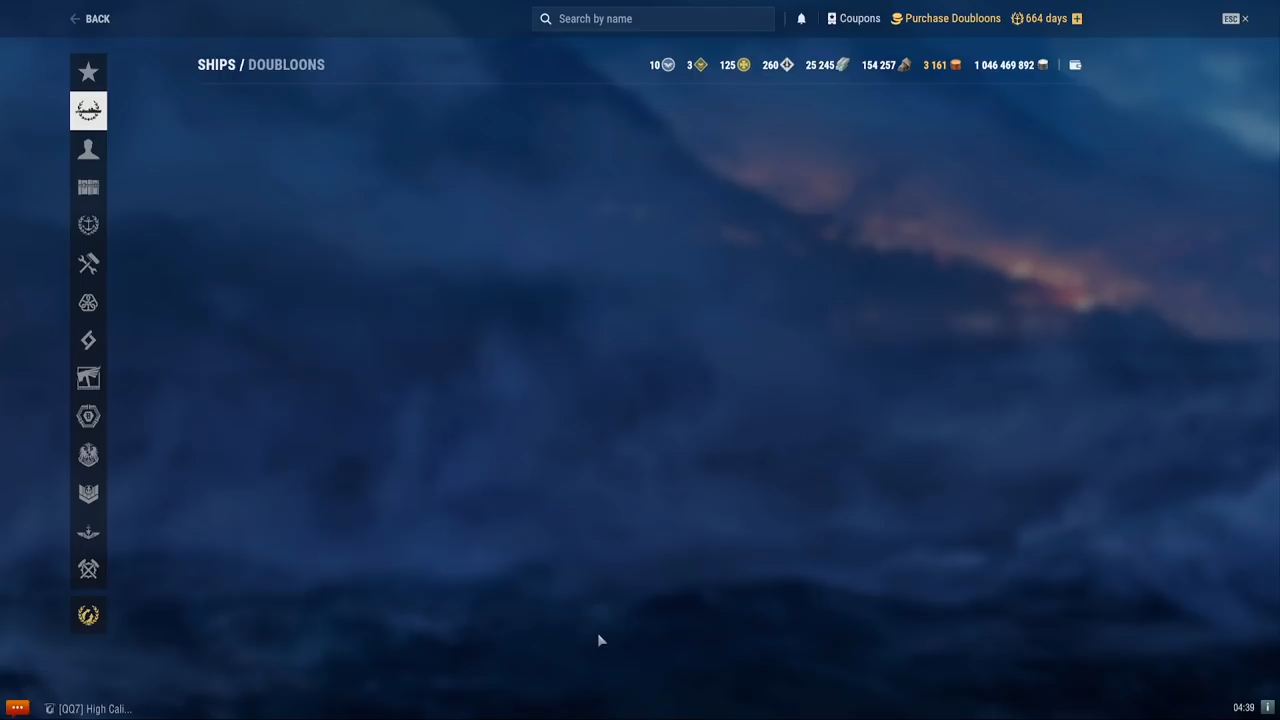 BACK
Search by name
Coupons
Purchase Doubloons
664 days
ESC
SHIPS / DOUBLOONS
10
3
125
260
25 245
154 257
3 161
1 046 469 892
[QQ7] High Cali...
04:39